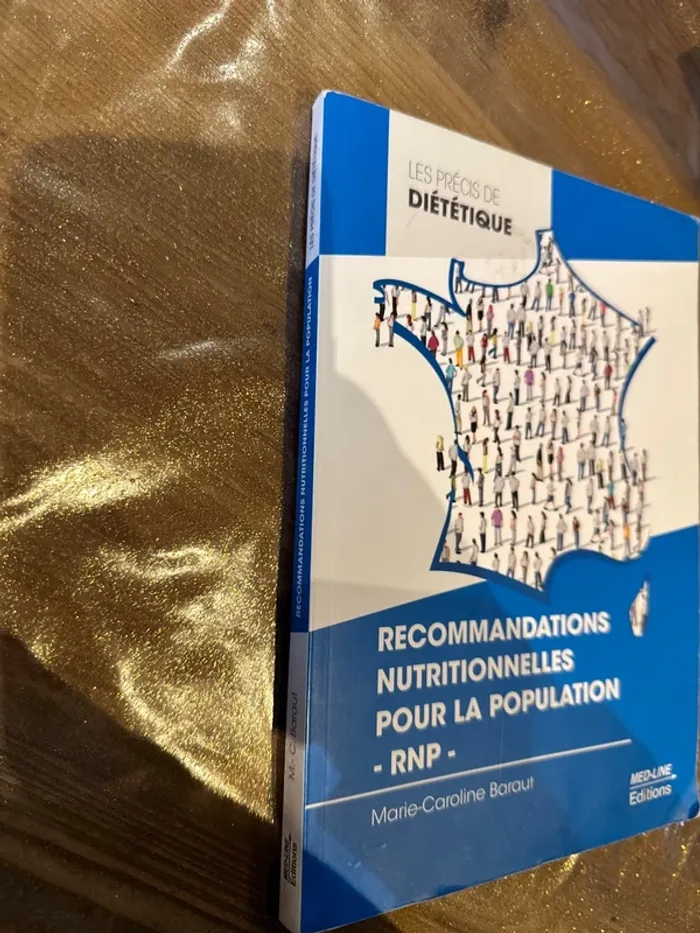 LES PRÉCIS DE
DIÉTÉTIQUE
RECOMMANDATIONS
NUTRITIONNELLES
POUR LA POPULATION
- RNP -
Marie-Caroline Baraut
MED-LINE
Editions
LES PRÉCIS DE DIÉTÉTIQUE
RECOMMANDATIONS NUTRITIONNELLES POUR LA POPULATION
M.- C. Baraut
MED-LINE
Editions